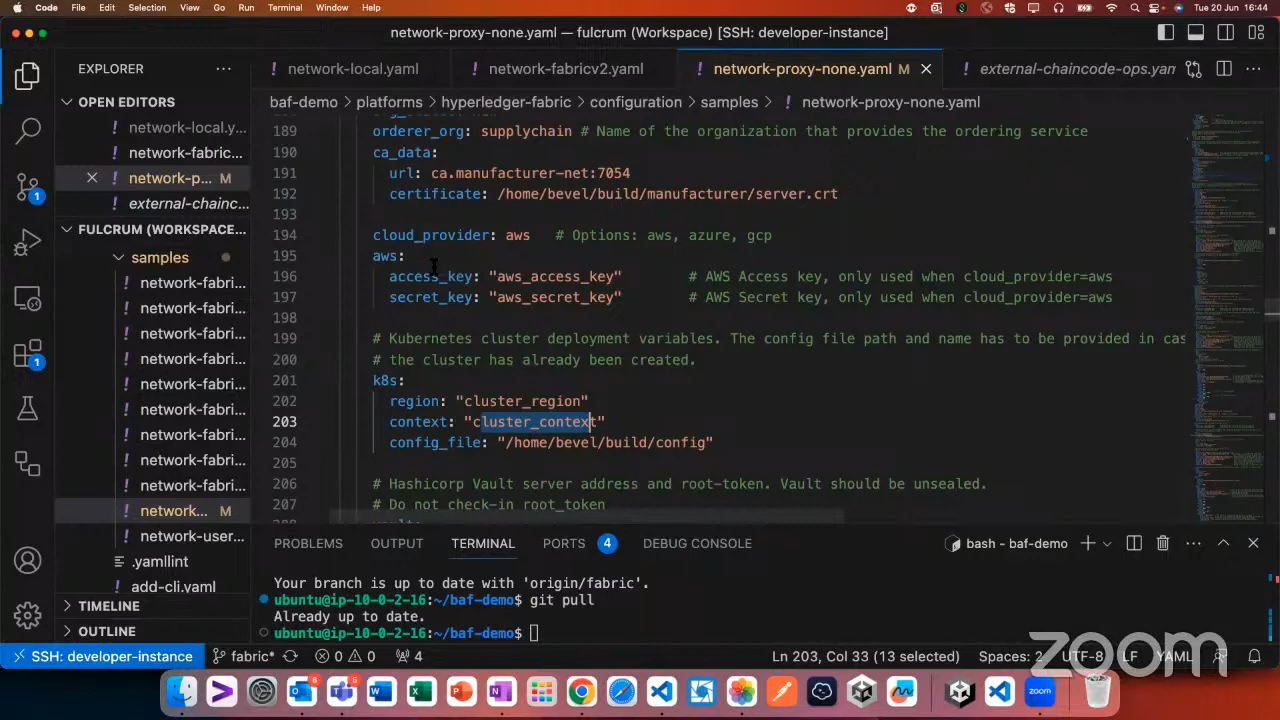 Code File Edit Selection View Go Run Terminal Window Help Tue 20 Jun 16:44
network-proxy-none.yaml — fulcrum (Workspace) [SSH: developer-instance]
EXPLORER
! network-local.yaml ! network-fabricv2.yaml ! network-proxy-none.yaml M ! external-chaincode-ops.yam
baf-demo > platforms > hyperledger-fabric > configuration > samples > ! network-proxy-none.yaml
OPEN EDITORS
! network-local.y...
! network-fabric...
! network-p... M
! external-chainc...
FULCRUM (WORKSPACE...
samples
! network-fabri...
! network-fabri...
! network-fabri...
! network-fabri...
! network-fabri...
! network-fabri...
! network-fabri...
! network-fabri...
! network-fabri...
! network... M
! network-user...
.yamllint
! add-cli.yaml
TIMELINE
OUTLINE
1
1
189 orderer_org: supplychain # Name of the organization that provides the ordering service
190 ca_data:
191 url: ca.manufacturer-net:7054
192 certificate: /home/bevel/build/manufacturer/server.crt
193
194 cloud_provider: aws # Options: aws, azure, gcp
195 aws:
196 access_key: "aws_access_key" # AWS Access key, only used when cloud_provider=aws
197 secret_key: "aws_secret_key" # AWS Secret key, only used when cloud_provider=aws
198
199 # Kubernetes cluster deployment variables. The config file path and name has to be provided in cas
200 # the cluster has already been created.
201 k8s:
202 region: "cluster_region"
203 context: "cluster_context"
204 config_file: "/home/bevel/build/config"
205
206 # Hashicorp Vault server address and root-token. Vault should be unsealed.
207 # Do not check-in root_token
PROBLEMS OUTPUT TERMINAL PORTS 4 DEBUG CONSOLE bash - baf-demo
Your branch is up to date with 'origin/fabric'.
ubuntu@ip-10-0-2-16:~/baf-demo$ git pull
Already up to date.
ubuntu@ip-10-0-2-16:~/baf-demo$
SSH: developer-instance fabric* 0 0 4 Ln 203, Col 33 (13 selected) Spaces: 2 UTF-8 LF YAML
zoom
6 5 zoom